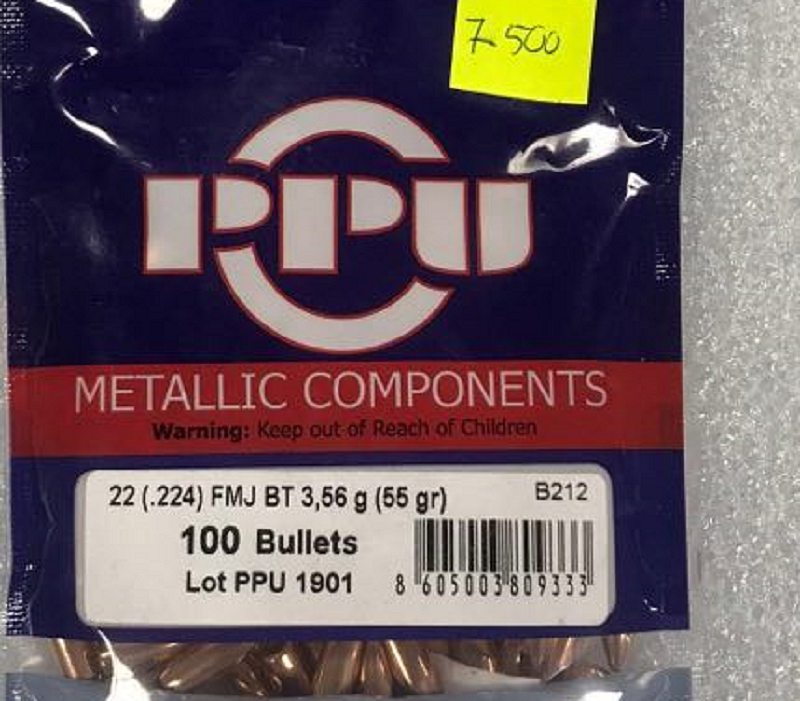 7-500
PPU
METALLIC COMPONENTS
Warning: Keep out of Reach of Children
22 (.224) FMJ BT 3,56 g (55 gr) B212
100 Bullets
Lot PPU 1901
8 605003 809333